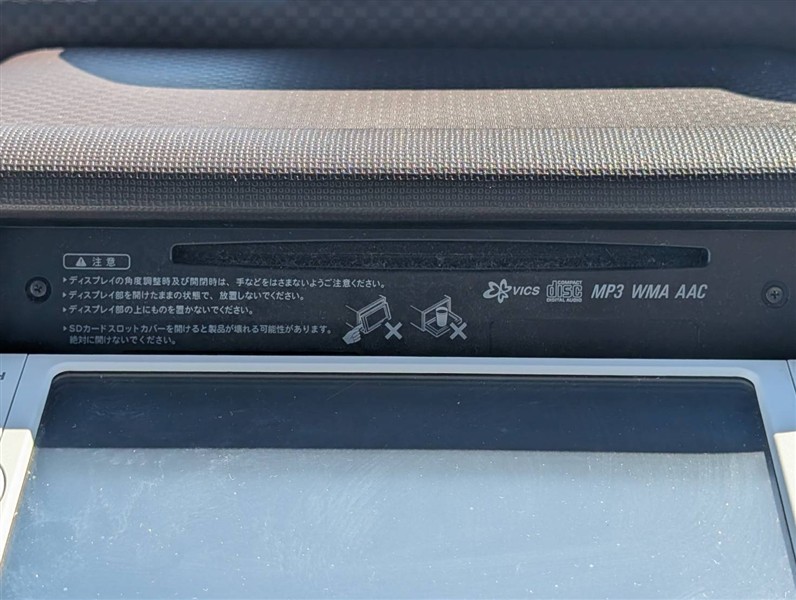 注意
▶ディスプレイの角度調整時及び開閉時は、手などをはさまないようご注意ください。
▶ディスプレイ部を開けたままの状態で、放置しないでください。
▶ディスプレイ部の上にものを置かないでください。
▶SDカードスロットカバーを開けると製品が壊れる可能性があります。
絶対に開けないでください。
VICS COMPACT disc DIGITAL AUDIO MP3 WMA AAC